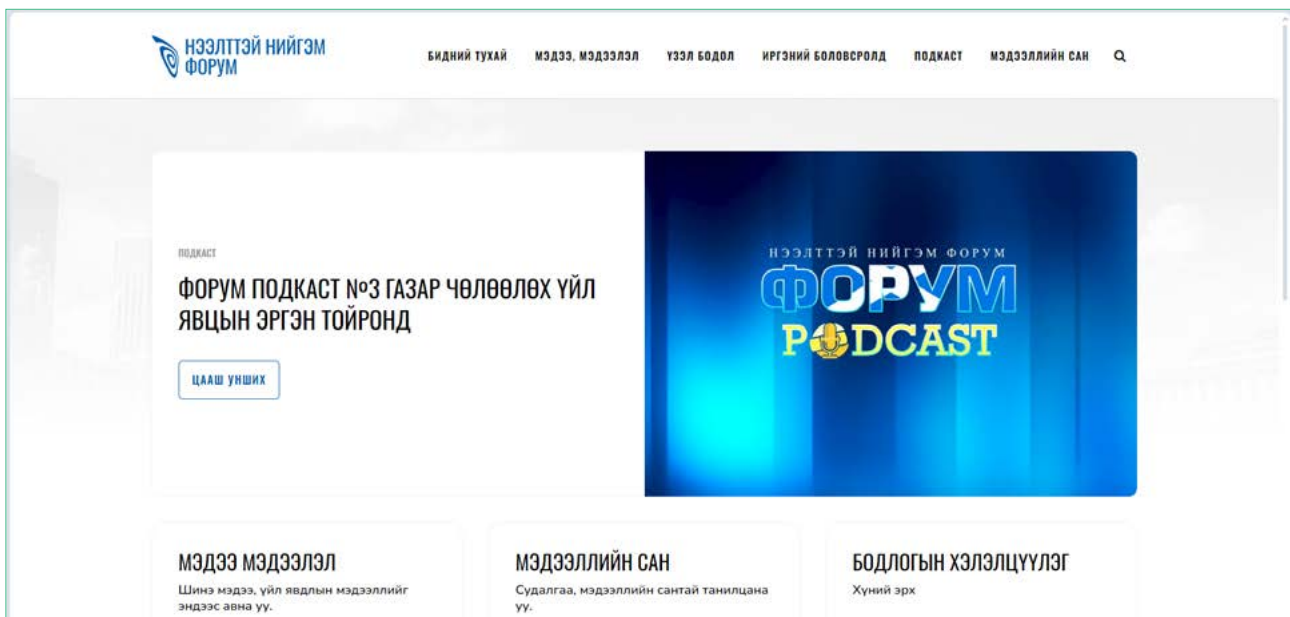 НЭЭЛТТЭЙ НИЙГЭМ
ФОРУМ
БИДНИЙ ТУХАЙ МЭДЭЭ, МЭДЭЭЛЭЛ ҮЗЭЛ БОДОЛ ИРГЭНИЙ БОЛОВСРОЛД ПОДКАСТ МЭДЭЭЛЛИЙН САН
ПОДКАСТ
ФОРУМ ПОДКАСТ №3 ГАЗАР ЧӨЛӨӨЛӨХ ҮЙЛ
ЯВЦЫН ЭРГЭН ТОЙРОНД
ЦААШ УНШИХ
НЭЭЛТТЭЙ НИЙГЭМ ФОРУМ
ФОРУМ
PODCAST
МЭДЭЭ МЭДЭЭЛЭЛ
Шинэ мэдээ, үйл явдлын мэдээллийг
эндээс авна уу.
МЭДЭЭЛЛИЙН САН
Судалгаа, мэдээллийн сантай танилцана
уу.
БОДЛОГЫН ХЭЛЭЛЦҮҮЛЭГ
Хүний эрх